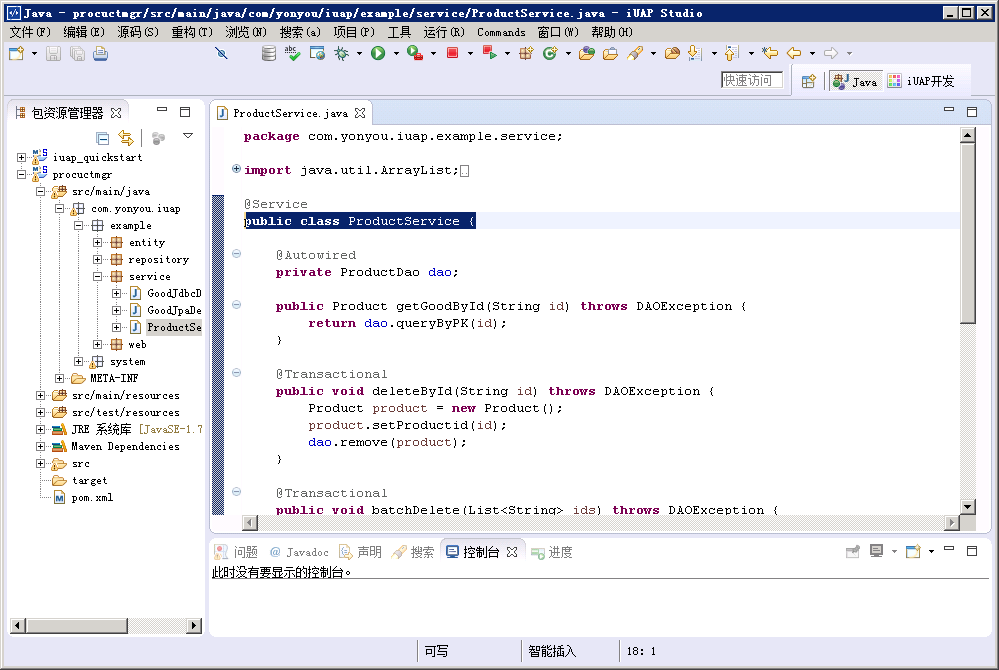 Java - procuctmgr/src/main/java/com/yonyou/iuap/example/service/ProductService.java - iUAP Studio
文件(F) 编辑(E) 源码(S) 重构(T) 浏览(N) 搜索(a) 项目(P) 工具 运行(R) Commands 窗口(W) 帮助(H)
快速访问
Java
iUAP开发
包资源管理器
iuap_quickstart
procuctmgr
src/main/java
com.yonyou.iuap
example
entity
repository
service
GoodJdbcD
GoodJpaDe
ProductSe
web
system
META-INF
src/main/resources
src/test/resources
JRE 系统库 [JavaSE-1.7
Maven Dependencies
src
target
pom.xml
ProductService.java
package com.yonyou.iuap.example.service;
import java.util.ArrayList;
@Service
public class ProductService {
@Autowired
private ProductDao dao;
public Product getGoodById(String id) throws DAOException {
return dao.queryByPK(id);
}
@Transactional
public void deleteById(String id) throws DAOException {
Product product = new Product();
product.setProductid(id);
dao.remove(product);
}
@Transactional
public void batchDelete(List<String> ids) throws DAOException {
问题 @ Javadoc 声明 搜索 控制台 进度
此时没有要显示的控制台。
可写 智能插入 18: 1